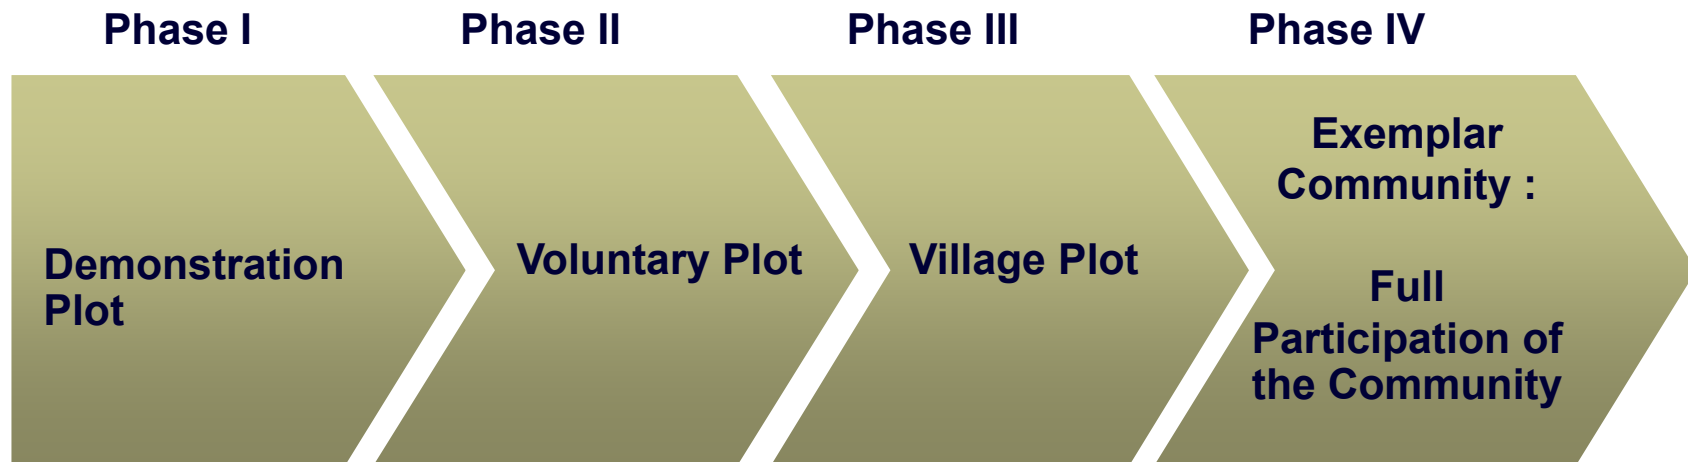 Phase I
Phase II
Phase III
Phase IV
Demonstration
Plot
Voluntary Plot
Village Plot
Exemplar
Community :
Full
Participation of
the Community